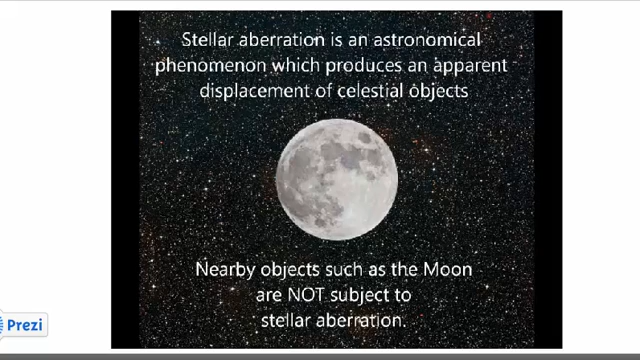 Stellar aberration is an astronomical
phenomenon which produces an apparent
displacement of celestial objects
Nearby objects such as the Moon
are NOT subject to
stellar aberration.
Prezi